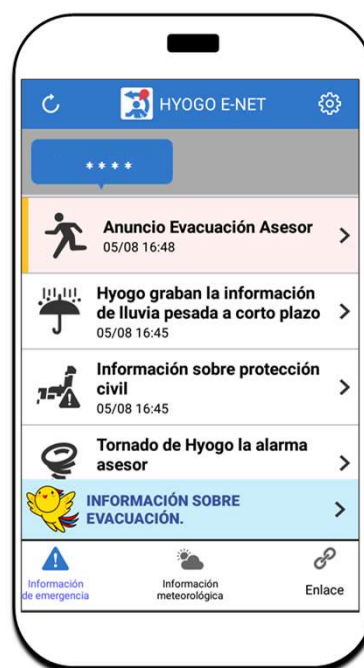 HYOGO E-NET
****
Anuncio Evacuación Asesor
05/08 16:48
Hyogo graban la información
de lluvia pesada a corto plazo
05/08 16:45
Información sobre protección
civil
05/08 16:45
Tornado de Hyogo la alarma
asesor
INFORMACIÓN SOBRE
EVACUACIÓN.
Información
de emergencia
Información
meteorológica
Enlace